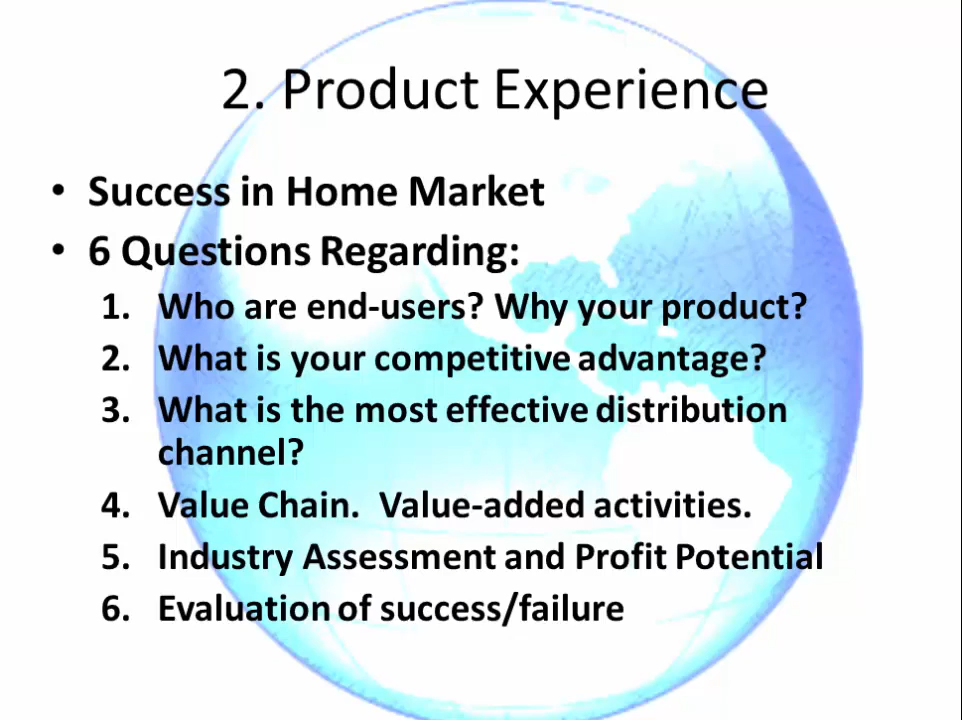 2. Product Experience
• Success in Home Market
• 6 Questions Regarding:
1. Who are end-users? Why your product?
2. What is your competitive advantage?
3. What is the most effective distribution
channel?
4. Value Chain. Value-added activities.
5. Industry Assessment and Profit Potential
6. Evaluation of success/failure